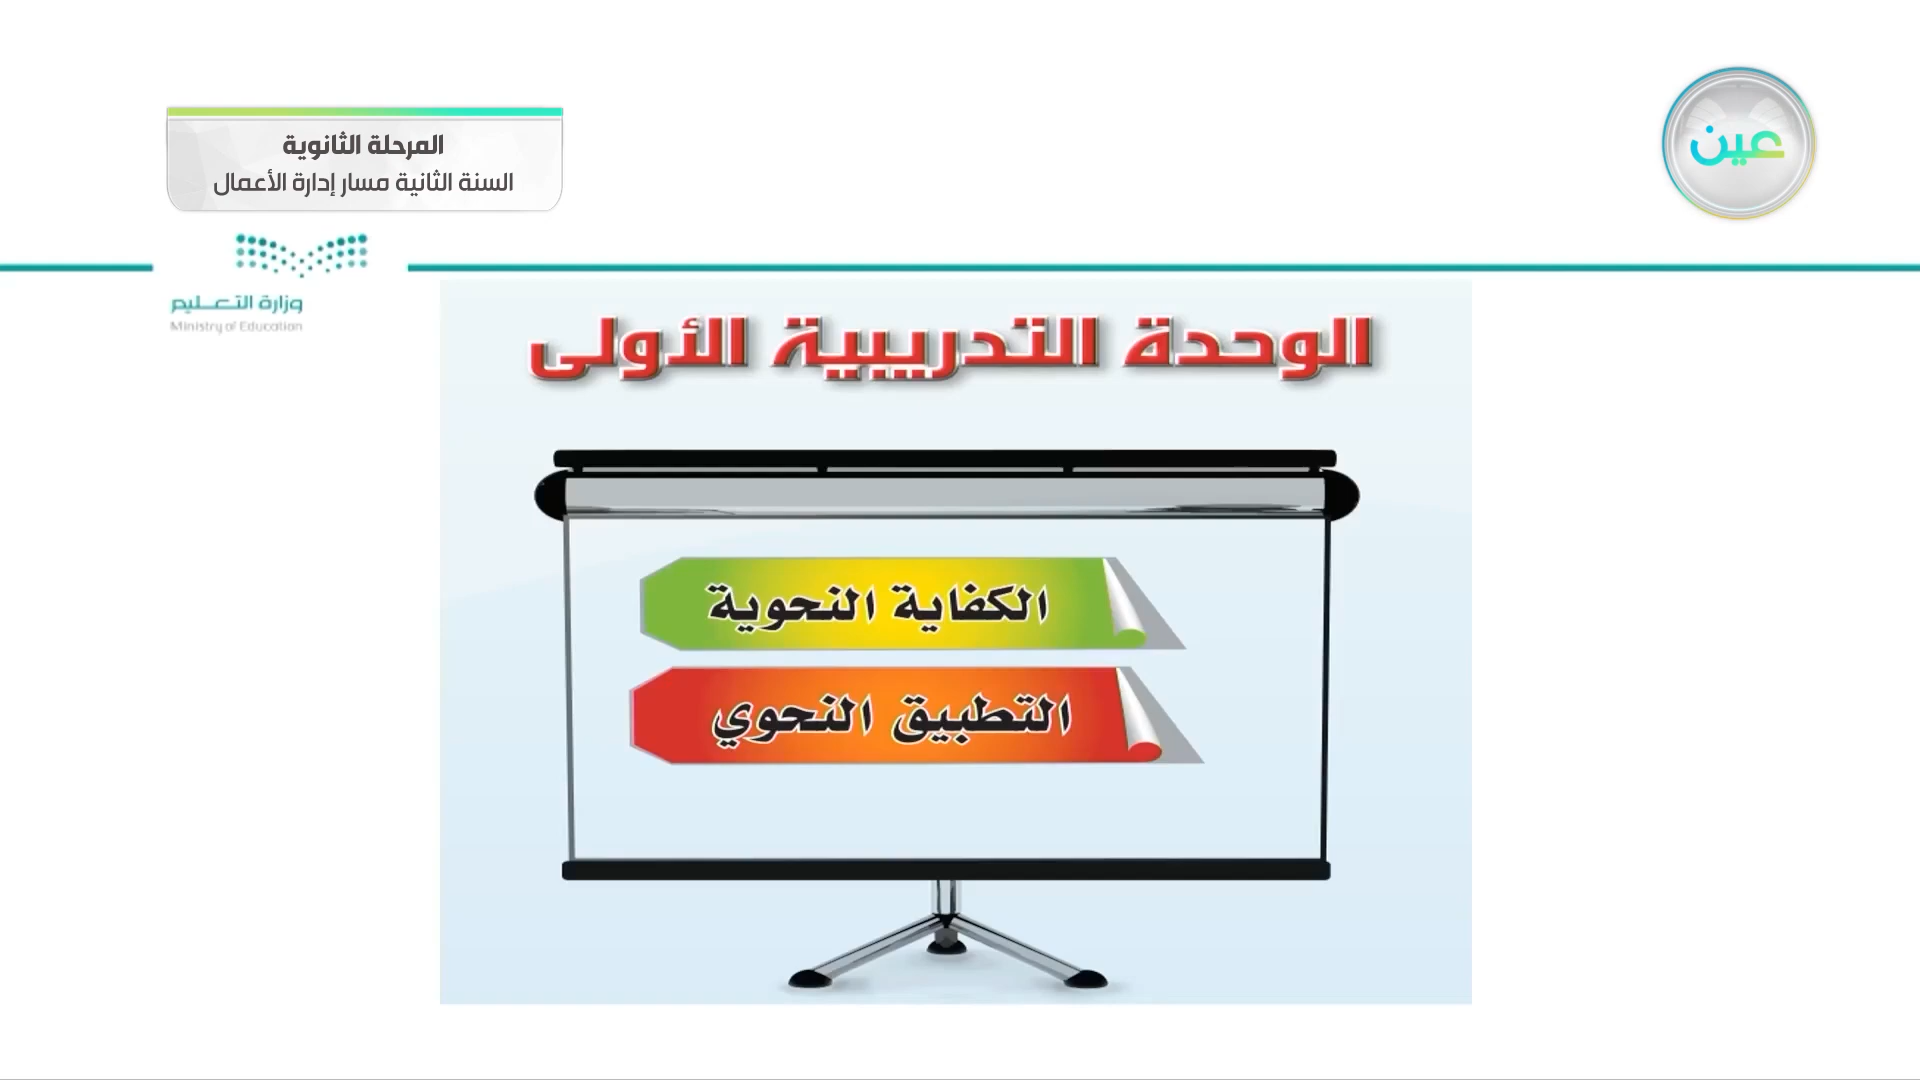 المرحلة الثانوية
السنة الثانية مسار إدارة الأعمال
عين
وزارة التعـليم
Ministry of Education
الوحدة التدريبية الأولى
الكفاية النحوية
التطبيق النحوي